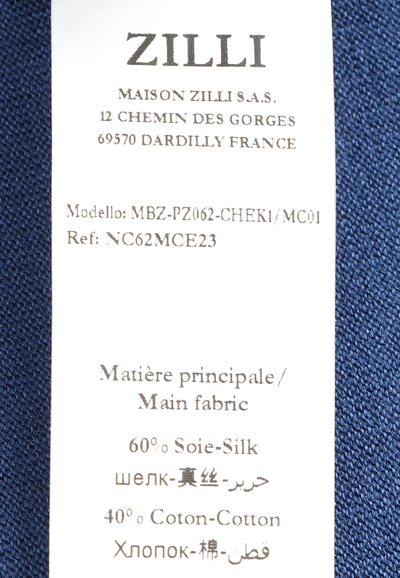 ZILLI
MAISON ZILLI S.A.S.
12 CHEMIN DES GORGES
69570 DARDILLY FRANCE
Modello: MBZ-PZ062-CHEK1/MC01
Ref: NC62MCE23
Matière principale/
Main fabric
60% Soie-Silk
шелк-真丝-حرير
40% Coton-Cotton
Хлопок-棉-قطن